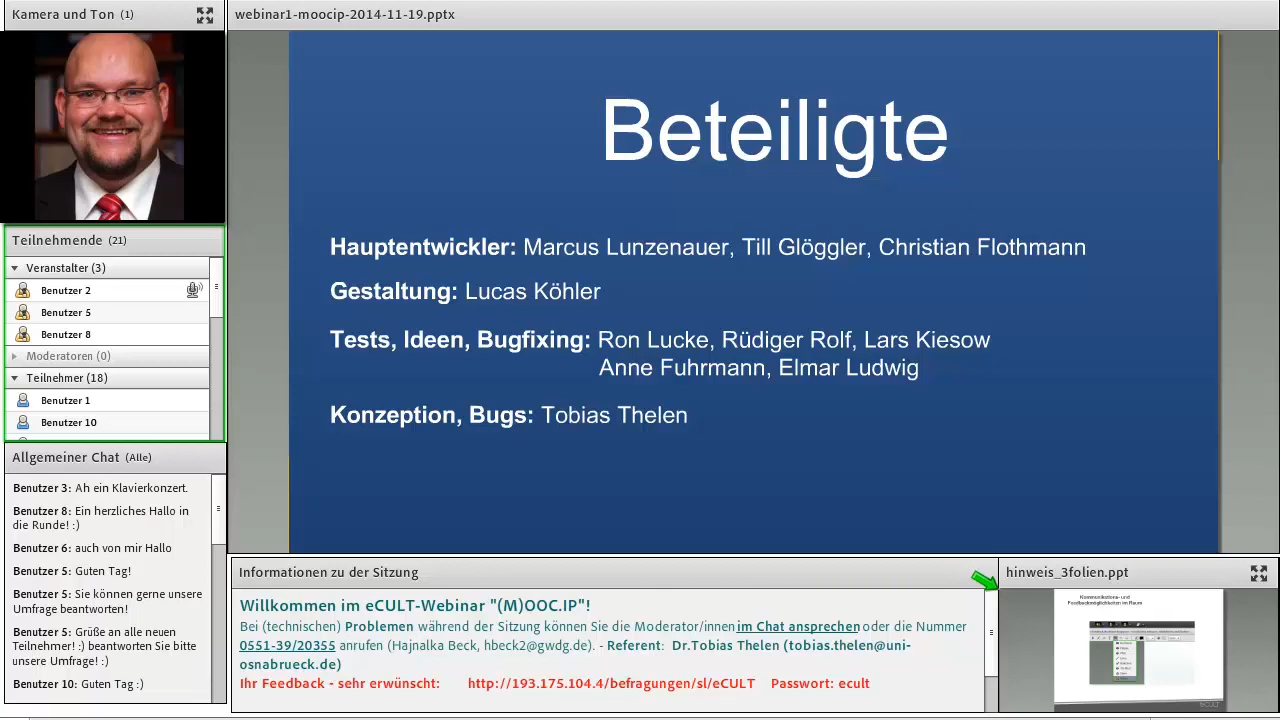 Kamera und Ton (1)
webinar1-moocip-2014-11-19.pptx
Beteiligte
Hauptentwickler: Marcus Lunzenauer, Till Glöggler, Christian Flothmann
Gestaltung: Lucas Köhler
Tests, Ideen, Bugfixing: Ron Lucke, Rüdiger Rolf, Lars Kiesow
Anne Fuhrmann, Elmar Ludwig
Konzeption, Bugs: Tobias Thelen
Teilnehmende (21)
Veranstalter (3)
Benutzer 2
Benutzer 5
Benutzer 8
Moderatoren (0)
Teilnehmer (18)
Benutzer 1
Benutzer 10
Allgemeiner Chat (Alle)
Benutzer 3: Ah ein Klavierkonzert.
Benutzer 8: Ein herzliches Hallo in
die Runde! :)
Benutzer 6: auch von mir Hallo
Benutzer 5: Guten Tag!
Benutzer 5: Sie können gerne unsere
Umfrage beantworten!
Benutzer 5: Grüße an alle neuen
Teilnehmer! :) beantworten Sie bitte
unsere Umfrage! :)
Benutzer 10: Guten Tag :)
Informationen zu der Sitzung
Willkommen im eCULT-Webinar "(M)OOC.IP"!
Bei (technischen) Problemen während der Sitzung können Sie die Moderator/innen im Chat ansprechen oder die Nummer
0551-39/20355 anrufen (Hajnalka Beck, hbeck2@gwdg.de) - Referent: Dr.Tobias Thelen (tobias.thelen@uni-
osnabrueck.de)
Ihr Feedback - sehr erwünscht: http://193.175.104.4/befragungen/sl/eCULT Passwort: ecult
hinweis_3folien.ppt
Kommunikations- und
Feedbackmöglichkeiten im Raum
eCULT